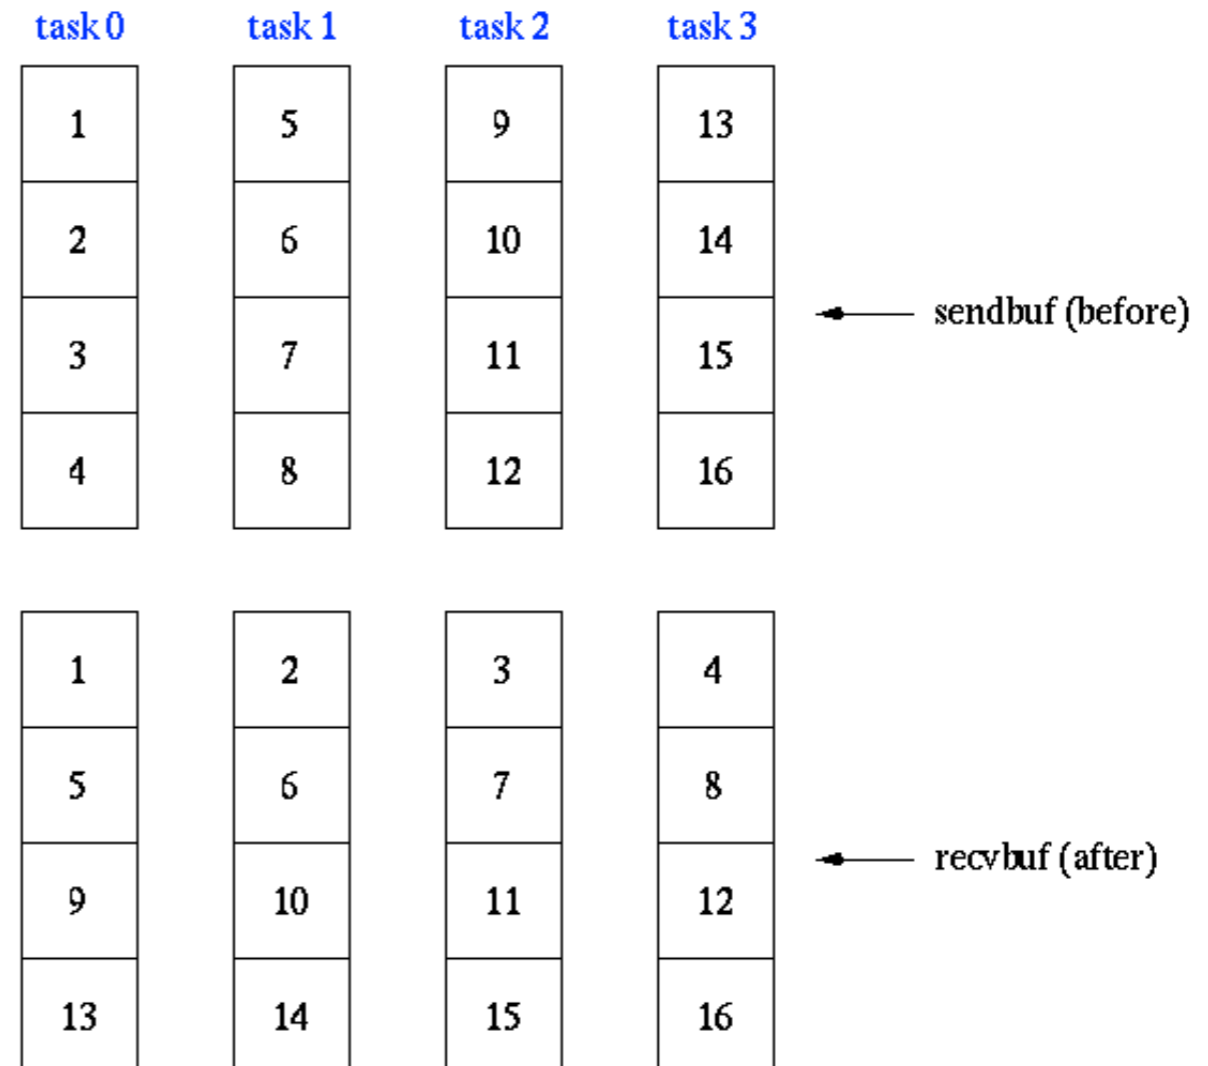 task 0 task 1 task 2 task 3
1 5 9 13
2 6 10 14
sendbuf (before)
3 7 11 15
4 8 12 16
1 2 3 4
5 6 7 8
recvbuf (after)
9 10 11 12
13 14 15 16